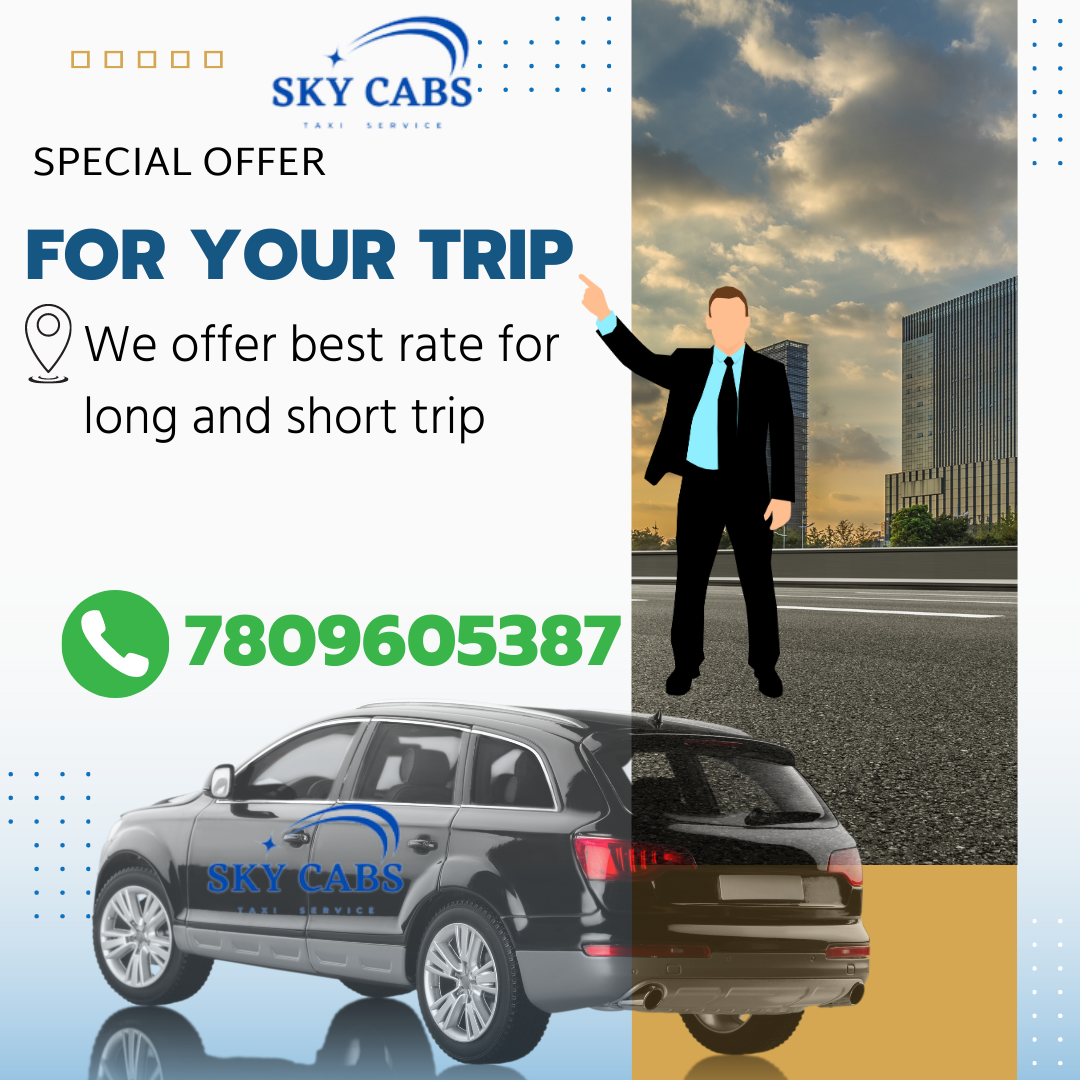 SKY CABS
TAXI SERVICE
SPECIAL OFFER
FOR YOUR TRIP
We offer best rate for
long and short trip
7809605387
SKY CABS
TAXI SERVICE